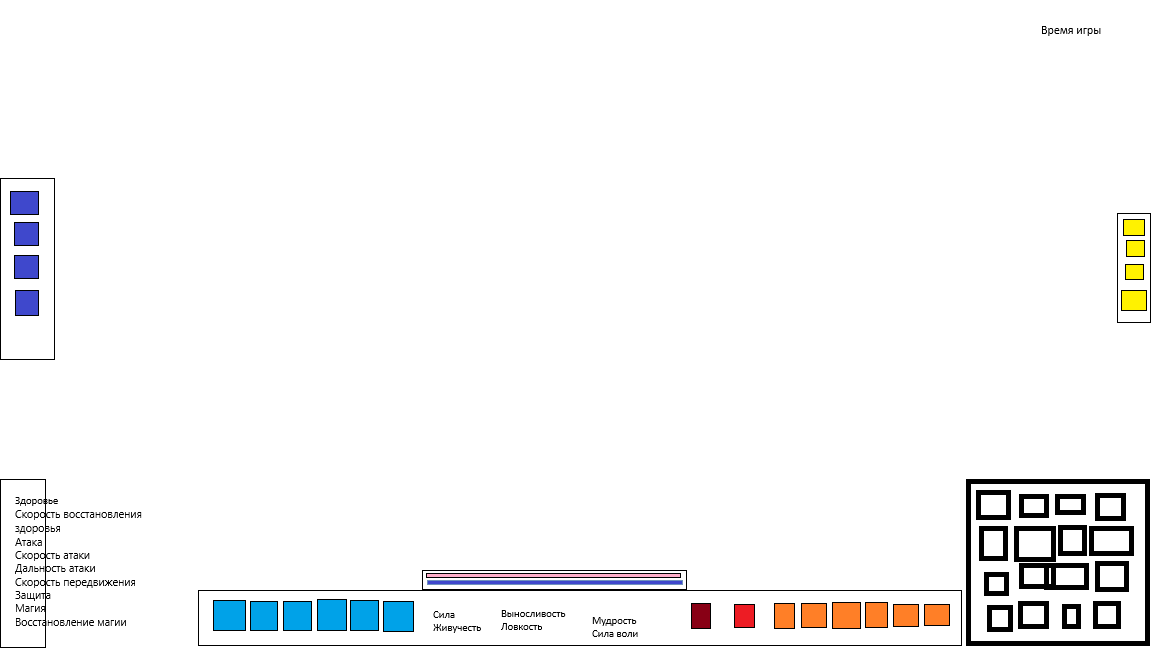 Время игры
Здоровье
Скорость восстановления
здоровья
Атака
Скорость атаки
Дальность атаки
Скорость передвижения
Защита
Магия
Восстановление магии
Сила
Живучесть
Выносливость
Ловкость
Мудрость
Сила воли